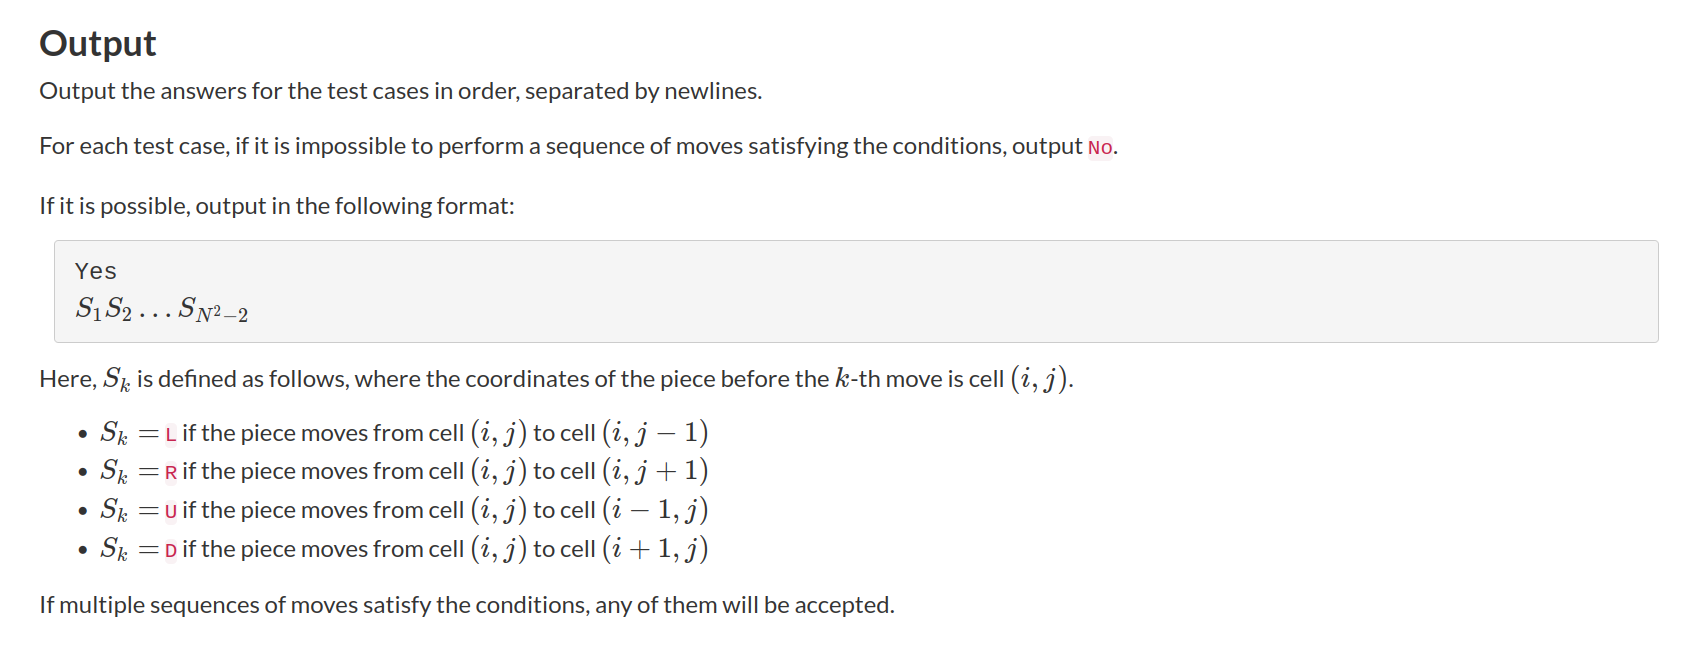 Output
Output the answers for the test cases in order, separated by newlines.
For each test case, if it is impossible to perform a sequence of moves satisfying the conditions, output No.
If it is possible, output in the following format:
Yes
S₁S₂ . . . S_{N²−2}
Here, Sₖ is defined as follows, where the coordinates of the piece before the k-th move is cell (i, j).
• Sₖ = L if the piece moves from cell (i, j) to cell (i, j − 1)
• Sₖ = R if the piece moves from cell (i, j) to cell (i, j + 1)
• Sₖ = U if the piece moves from cell (i, j) to cell (i − 1, j)
• Sₖ = D if the piece moves from cell (i, j) to cell (i + 1, j)
If multiple sequences of moves satisfy the conditions, any of them will be accepted.